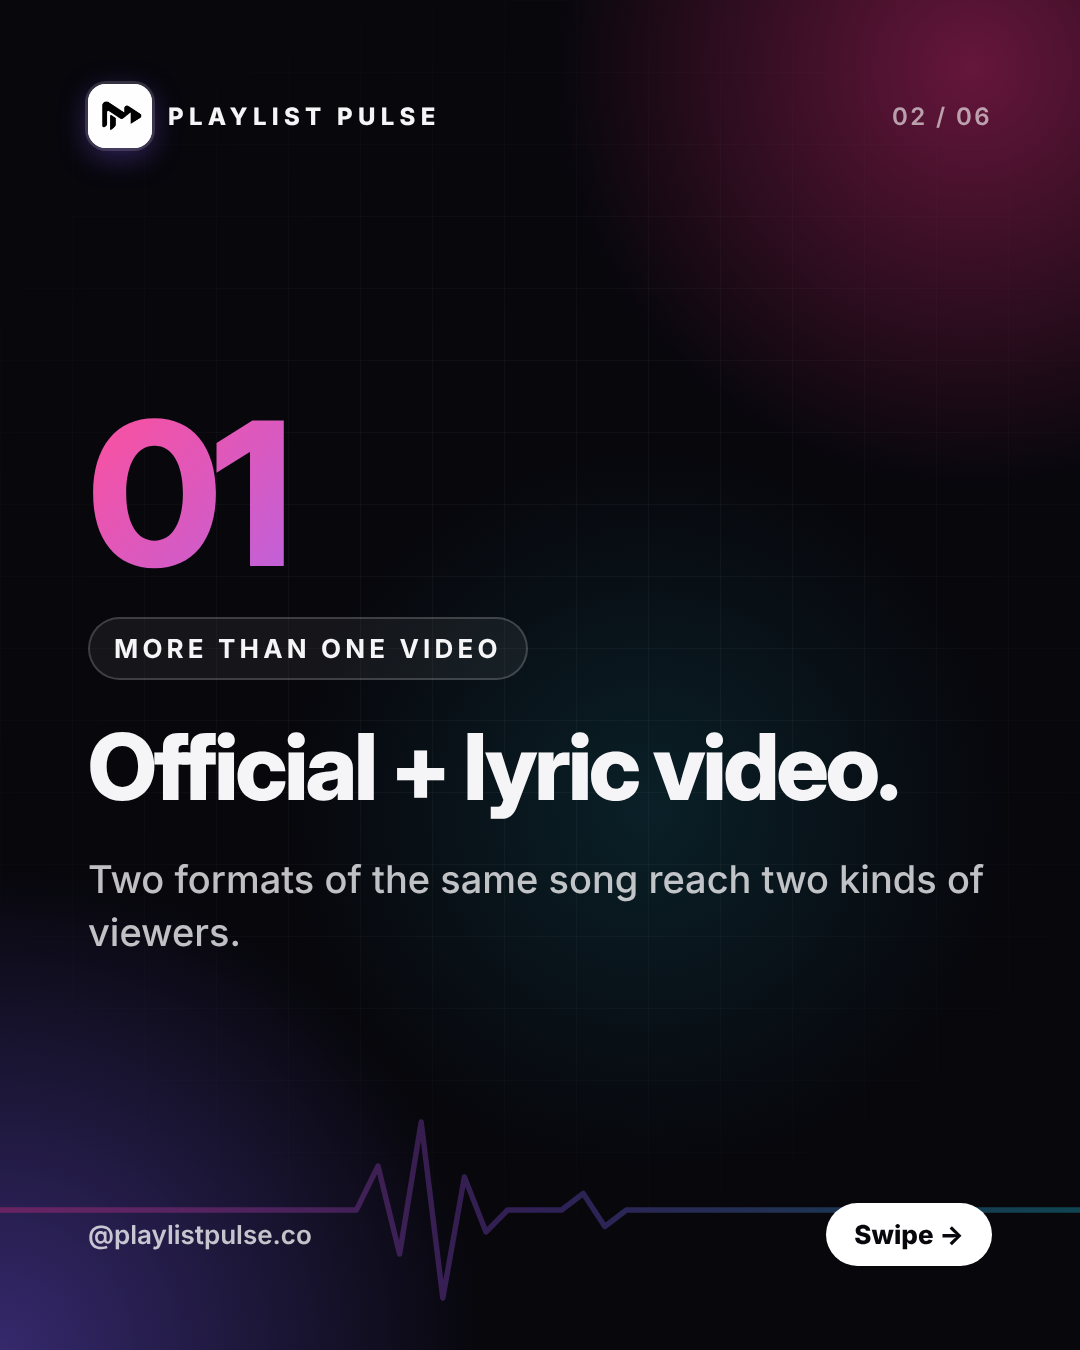 PLAYLIST PULSE
02 / 06
01
MORE THAN ONE VIDEO
Official + lyric video.
Two formats of the same song reach two kinds of
viewers.
@playlistpulse.co
Swipe →